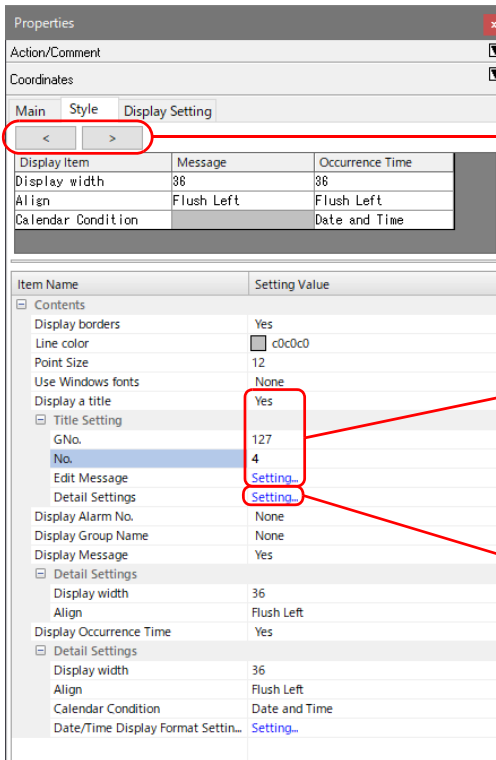 Properties x
Action/Comment
Coordinates
Main Style Display Setting
< >
Display Item Message Occurrence Time
Display width 36 36
Align Flush Left Flush Left
Calendar Condition Date and Time
Item Name Setting Value
Contents
Display borders Yes
Line color c0c0c0
Point Size 12
Use Windows fonts None
Display a title Yes
Title Setting
GNo. 127
No. 4
Edit Message Setting...
Detail Settings Setting...
Display Alarm No. None
Display Group Name None
Display Message Yes
Detail Settings
Display width 36
Align Flush Left
Display Occurrence Time Yes
Detail Settings
Display width 36
Align Flush Left
Calendar Condition Date and Time
Date/Time Display Format Settin... Setting...